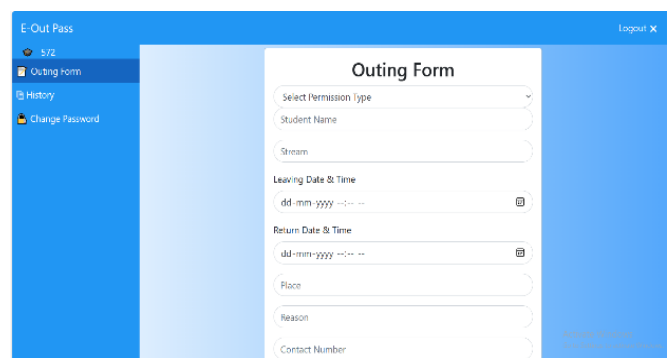 E-Out Pass
Logout ×
572
Outing Form
History
Change Password
Outing Form
Select Permission Type
Student Name
Stream
Leaving Date & Time
dd-mm-yyyy --:-- --
Return Date & Time
dd-mm-yyyy --:-- --
Place
Reason
Contact Number